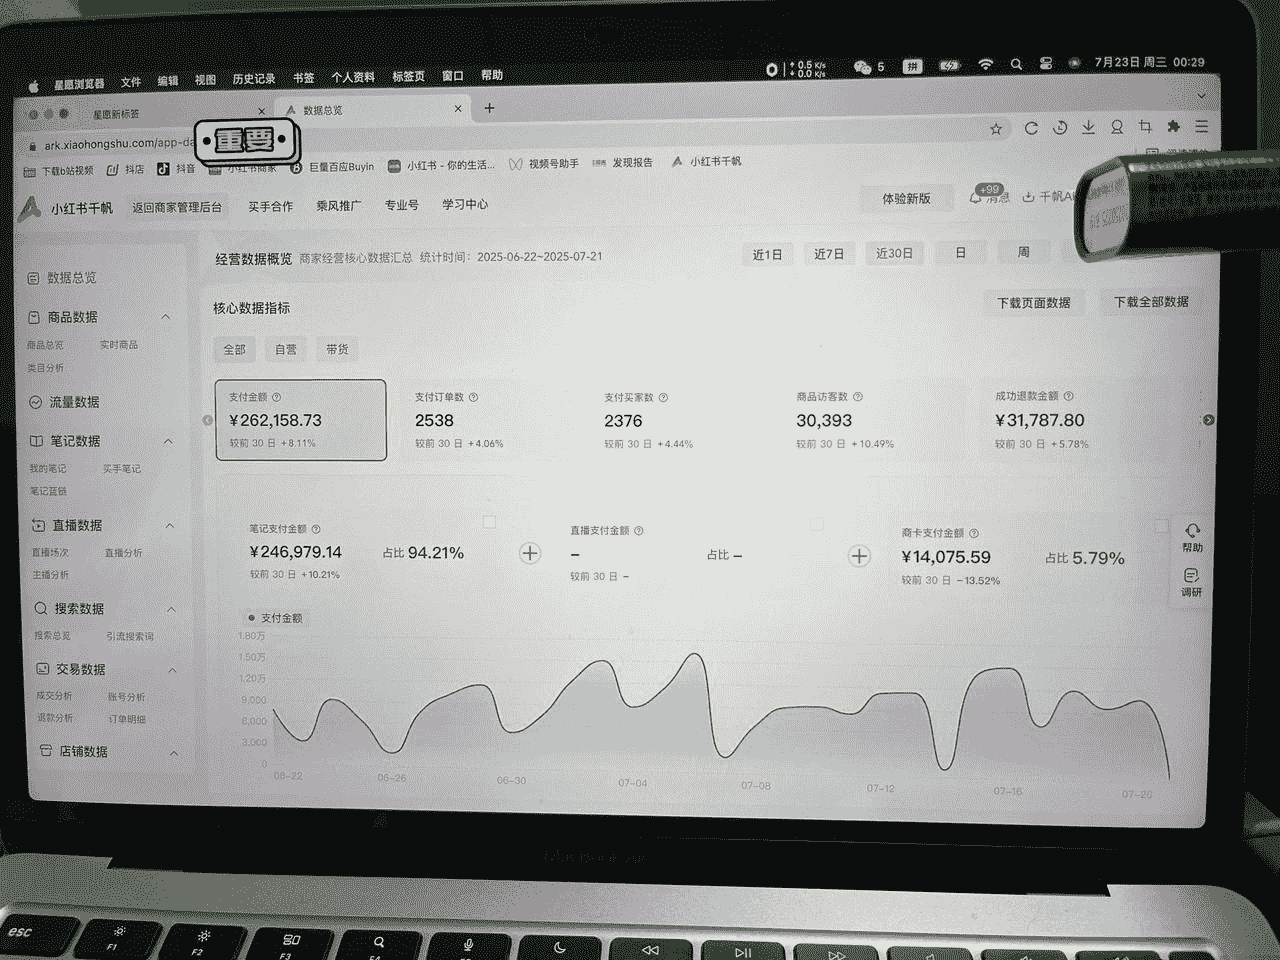 星愿浏览器 文件 编辑 视图 历史记录 书签 个人资料 标签页 窗口 帮助 0.5 K/s 0.0 K/s 5 拼 7月23日 周三 00:29
星愿新标签 数据总览
ark.xiaohongshu.com/app-da
重要
下载b站视频 抖店 抖音 小红书商家 巨量百应Buyin 小红书 - 你的生活... 视频号助手 发现报告 小红书千帆
小红书千帆 返回商家管理后台 买手合作 乘风推广 专业号 学习中心 体验新版 +99 消息 千帆
数据总览
商品数据
商品总览 实时商品
类目分析
流量数据
笔记数据
我的笔记 买手笔记
笔记蓝链
直播数据
直播场次 直播分析
主播分析
搜索数据
搜索总览 引流搜索词
交易数据
成交分析 账号分析
退款分析 订单明细
店铺数据
经营数据概览 商家经营核心数据汇总 统计时间：2025-06-22~2025-07-21 近1日 近7日 近30日 日 周
核心数据指标 下载页面数据 下载全部数据
全部 自营 带货
支付金额 支付订单数 支付买家数 商品访客数 成功退款金额
¥262,158.73 2538 2376 30,393 ¥31,787.80
较前 30 日 +8.11% 较前 30 日 +4.06% 较前 30 日 +4.44% 较前 30 日 +10.49% 较前 30 日 +5.78%
笔记支付金额 直播支付金额 商卡支付金额
¥246,979.14 占比 94.21% – 占比 – ¥14,075.59 占比 5.79%
较前 30 日 +10.21% 较前 30 日 – 较前 30 日 -13.52%
帮助
调研
支付金额
1.80万
1.50万
1.20万
9,000
6,000
3,000
0
06-22 06-26 06-30 07-04 07-08 07-12 07-16 07-20
esc F1 F2 F3 F4